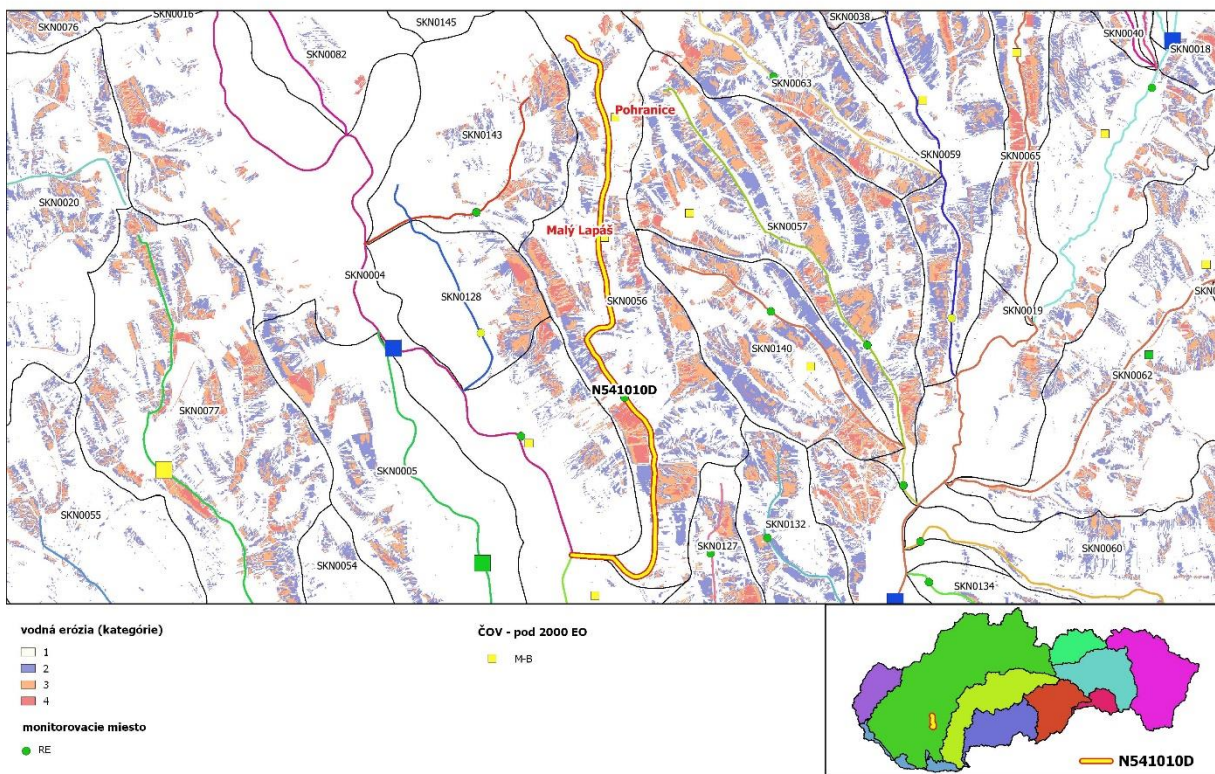 SKN0016
SKN0076
SKN0145
SKN0038
SKN0040
SKN0018
SKN0082
SKN0063
Pohranice
SKN0143
SKN0059
SKN0065
SKN0020
SKN0057
Malý Lapáš
SKN0004
SKN0128
SKN0056
SKN0019
SKN0140
SKN0062
N541010D
SKN0077
SKN0005
SKN0055
SKN0132
SKN0127
SKN0060
SKN0054
SKN0134
vodná erózia (kategórie)
1
2
3
4
monitorovacie miesto
RE
ČOV - pod 2000 EO
M-B
N541010D